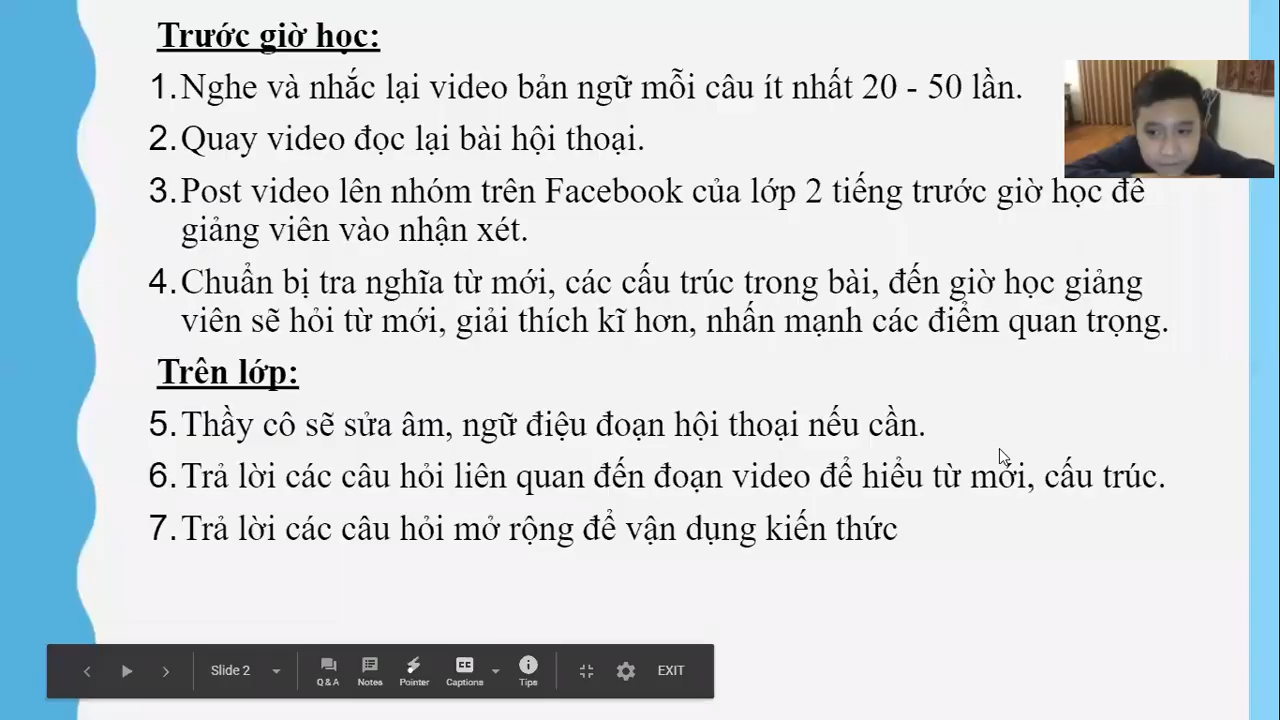 Trước giờ học:
1. Nghe và nhắc lại video bản ngữ mỗi câu ít nhất 20 - 50 lần.
2. Quay video đọc lại bài hội thoại.
3. Post video lên nhóm trên Facebook của lớp 2 tiếng trước giờ học để
giảng viên vào nhận xét.
4. Chuẩn bị tra nghĩa từ mới, các cấu trúc trong bài, đến giờ học giảng
viên sẽ hỏi từ mới, giải thích kĩ hơn, nhấn mạnh các điểm quan trọng.
Trên lớp:
5. Thầy cô sẽ sửa âm, ngữ điệu đoạn hội thoại nếu cần.
6. Trả lời các câu hỏi liên quan đến đoạn video để hiểu từ mới, cấu trúc.
7. Trả lời các câu hỏi mở rộng để vận dụng kiến thức
Slide 2
Q & A
Notes
Pointer
CC
Captions
Tips
EXIT